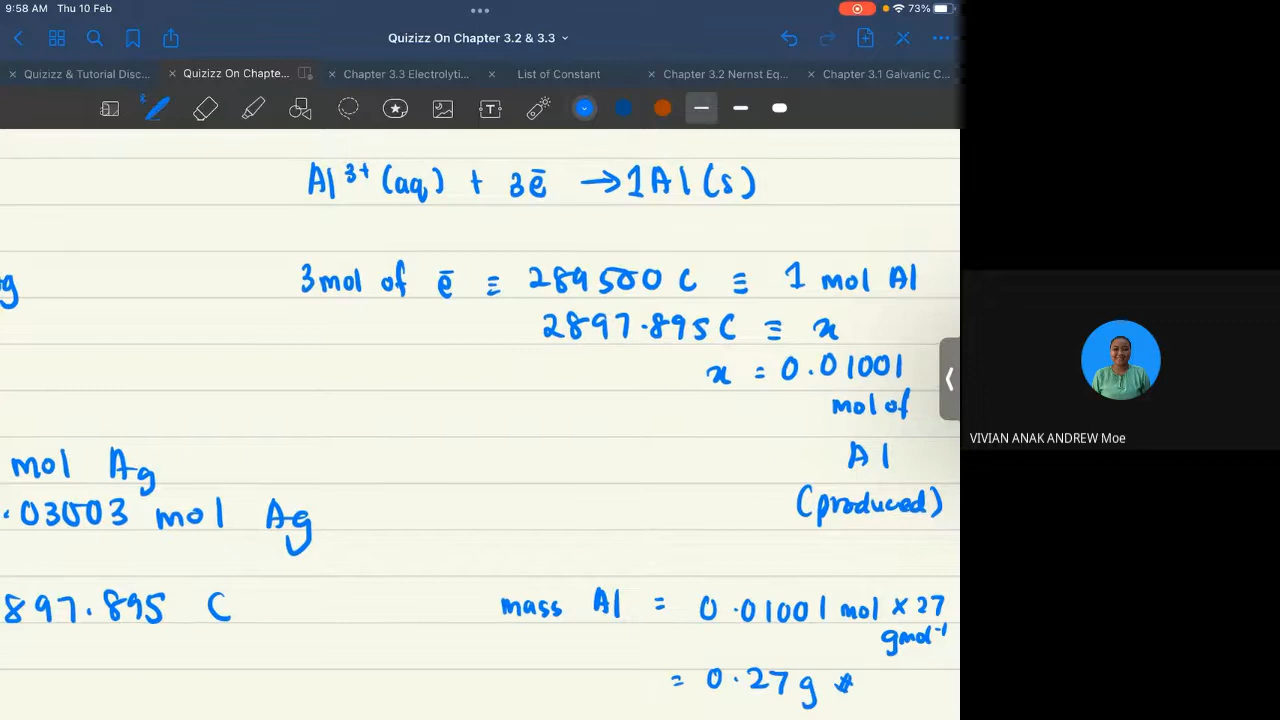 9:58 AM Thu 10 Feb
73%
Quizizz On Chapter 3.2 & 3.3
Quizizz & Tutorial Disc...
Quizizz On Chapte...
Chapter 3.3 Electrolyti...
List of Constant
Chapter 3.2 Nernst Eq...
Chapter 3.1 Galvanic C...
Al³⁺(aq) + 3ē → 1Al(s)
g
3mol of ē ≡ 289500 C ≡ 1 mol Al
2897.895C ≡ x
x = 0.01001
mol of
Al
(produced)
mol Ag
.03003 mol Ag
897.895 C
mass Al = 0.01001 mol × 27
gmol⁻¹
= 0.27g #
VIVIAN ANAK ANDREW Moe